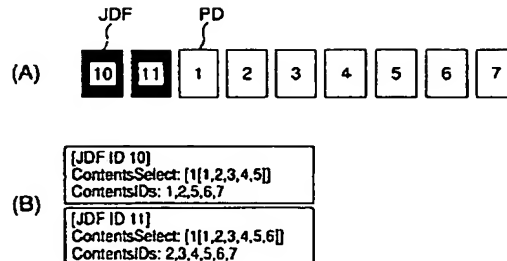 JDF PD
(A) 10 11 1 2 3 4 5 6 7
(B)
[JDF ID 10]
ContentsSelect: [1[1,2,3,4,5]]
ContentsIDs: 1,2,5,6,7
[JDF ID 11]
ContentsSelect: [1[1,2,3,4,5,6]]
ContentsIDs: 2,3,4,5,6,7